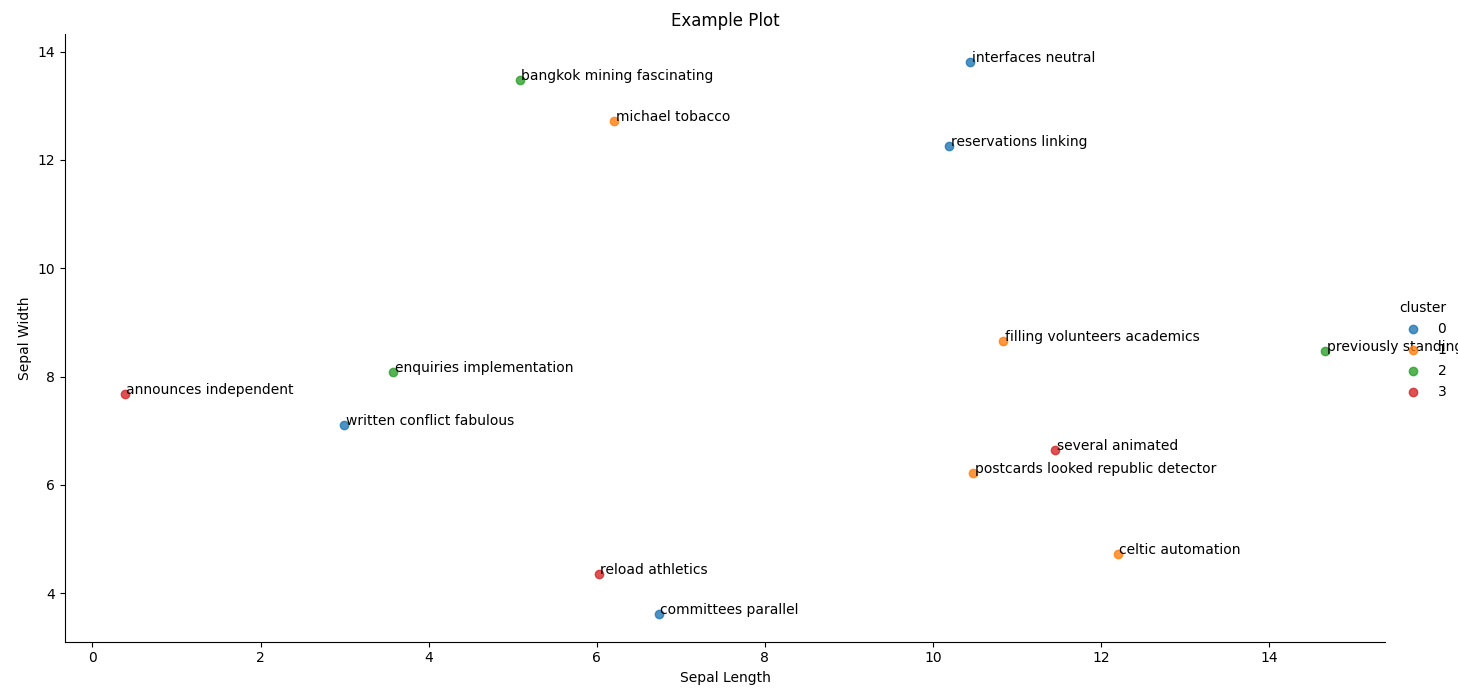 Example Plot
14
interfaces neutral
bangkok mining fascinating
michael tobacco
reservations linking
12
10
Sepal Width
cluster
0
filling volunteers academics
previously standing
1
enquiries implementation
2
8
announces independent
3
written conflict fabulous
several animated
postcards looked republic detector
6
celtic automation
reload athletics
4
committees parallel
0 2 4 6 8 10 12 14
Sepal Length